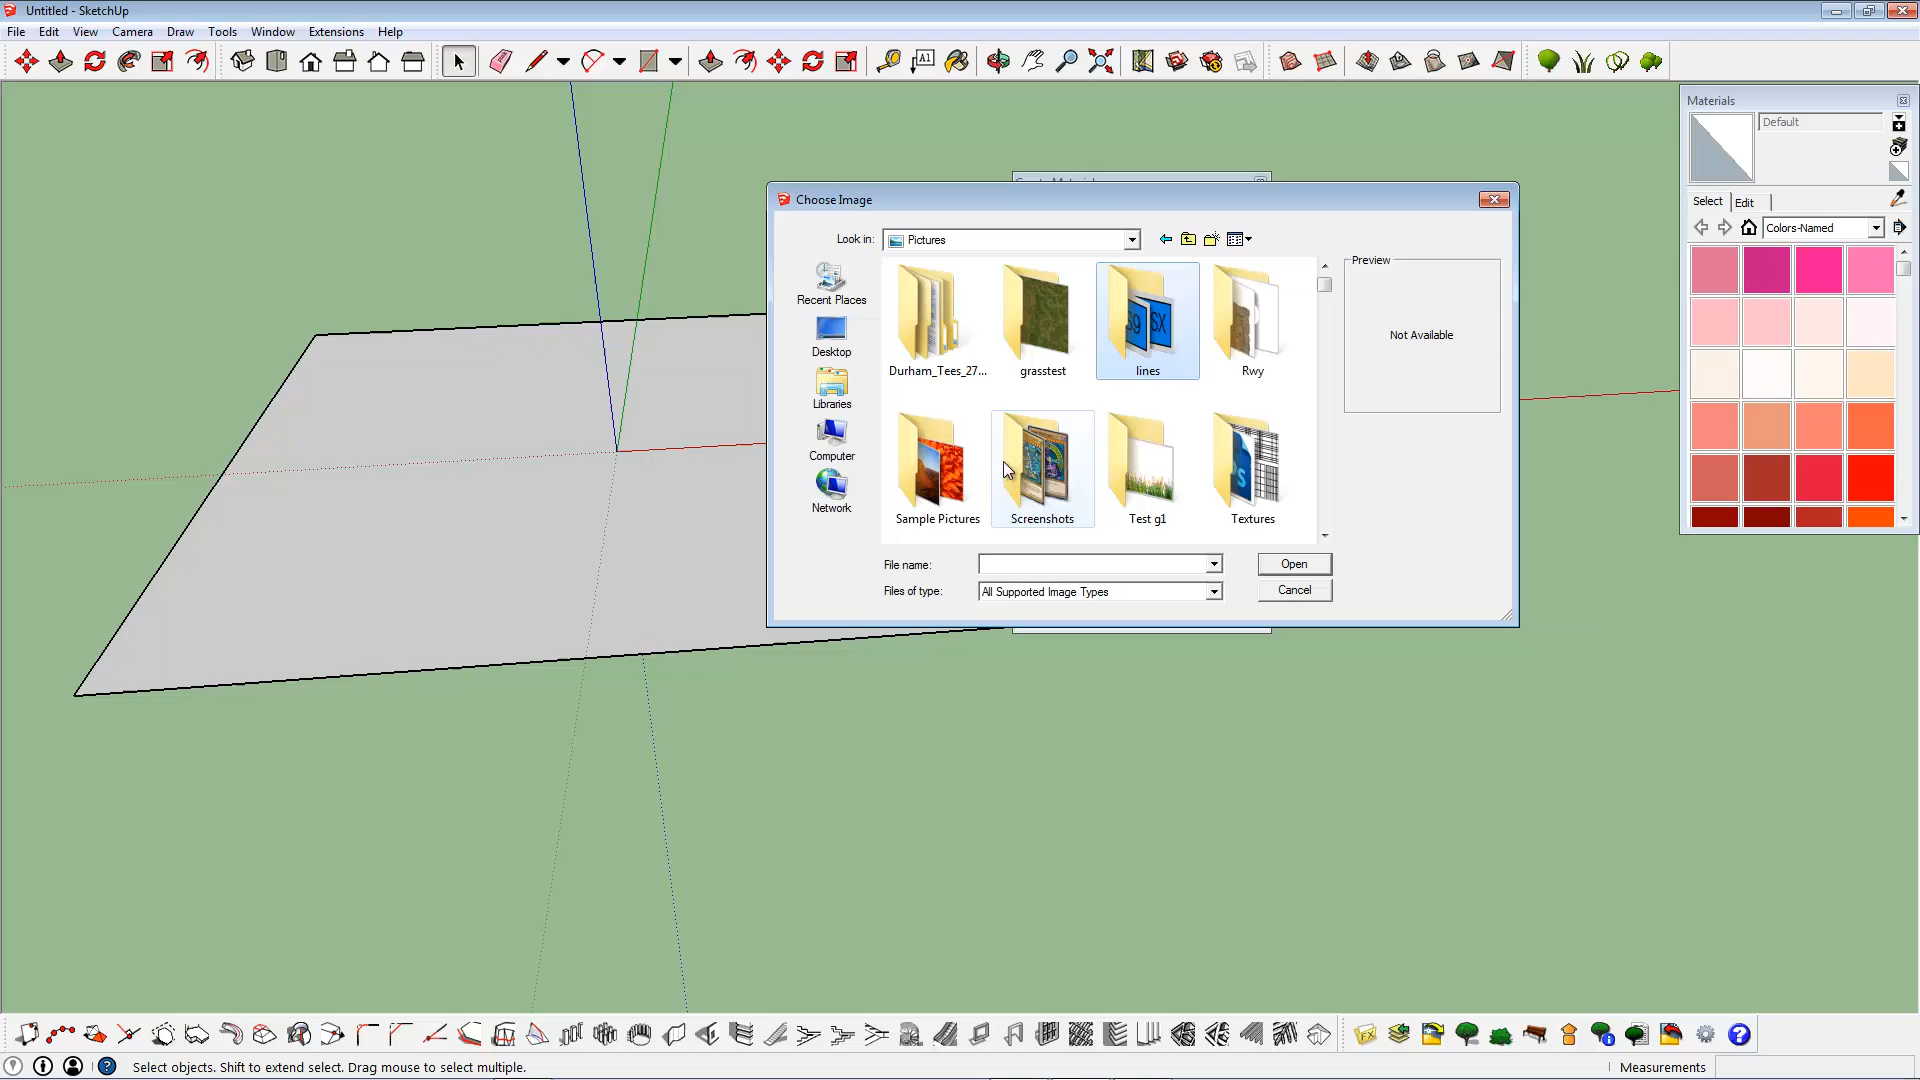 Untitled - SketchUp
File Edit View Camera Draw Tools Window Extensions Help
A1
Materials
Default
Select Edit
Colors-Named
Choose Image
Look in: Pictures
Recent Places
Desktop
Libraries
Computer
Network
Durham_Tees_27... grasstest lines Rwy
Sample Pictures Screenshots Test g1 Textures
Preview
Not Available
File name: Open
Files of type: All Supported Image Types Cancel
Select objects. Shift to extend select. Drag mouse to select multiple.
Measurements